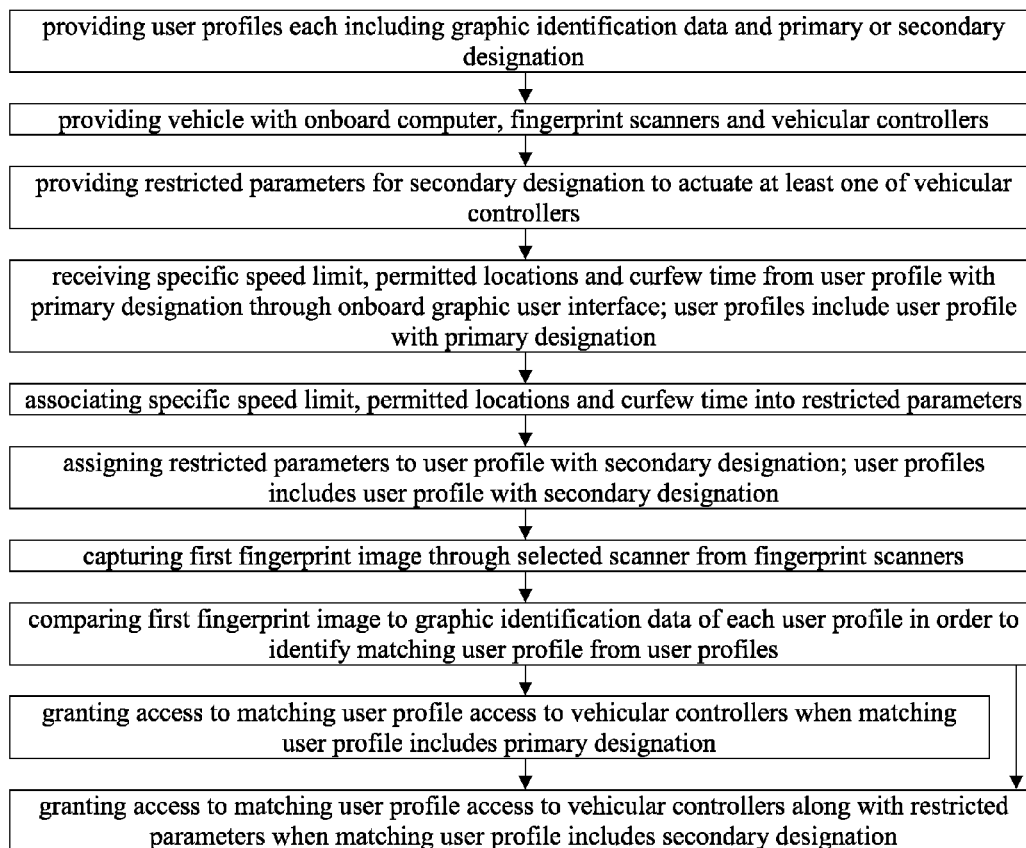 providing user profiles each including graphic identification data and primary or secondary
designation
providing vehicle with onboard computer, fingerprint scanners and vehicular controllers
providing restricted parameters for secondary designation to actuate at least one of vehicular
controllers
receiving specific speed limit, permitted locations and curfew time from user profile with
primary designation through onboard graphic user interface; user profiles include user profile
with primary designation
associating specific speed limit, permitted locations and curfew time into restricted parameters
assigning restricted parameters to user profile with secondary designation; user profiles
includes user profile with secondary designation
capturing first fingerprint image through selected scanner from fingerprint scanners
comparing first fingerprint image to graphic identification data of each user profile in order to
identify matching user profile from user profiles
granting access to matching user profile access to vehicular controllers when matching
user profile includes primary designation
granting access to matching user profile access to vehicular controllers along with restricted
parameters when matching user profile includes secondary designation